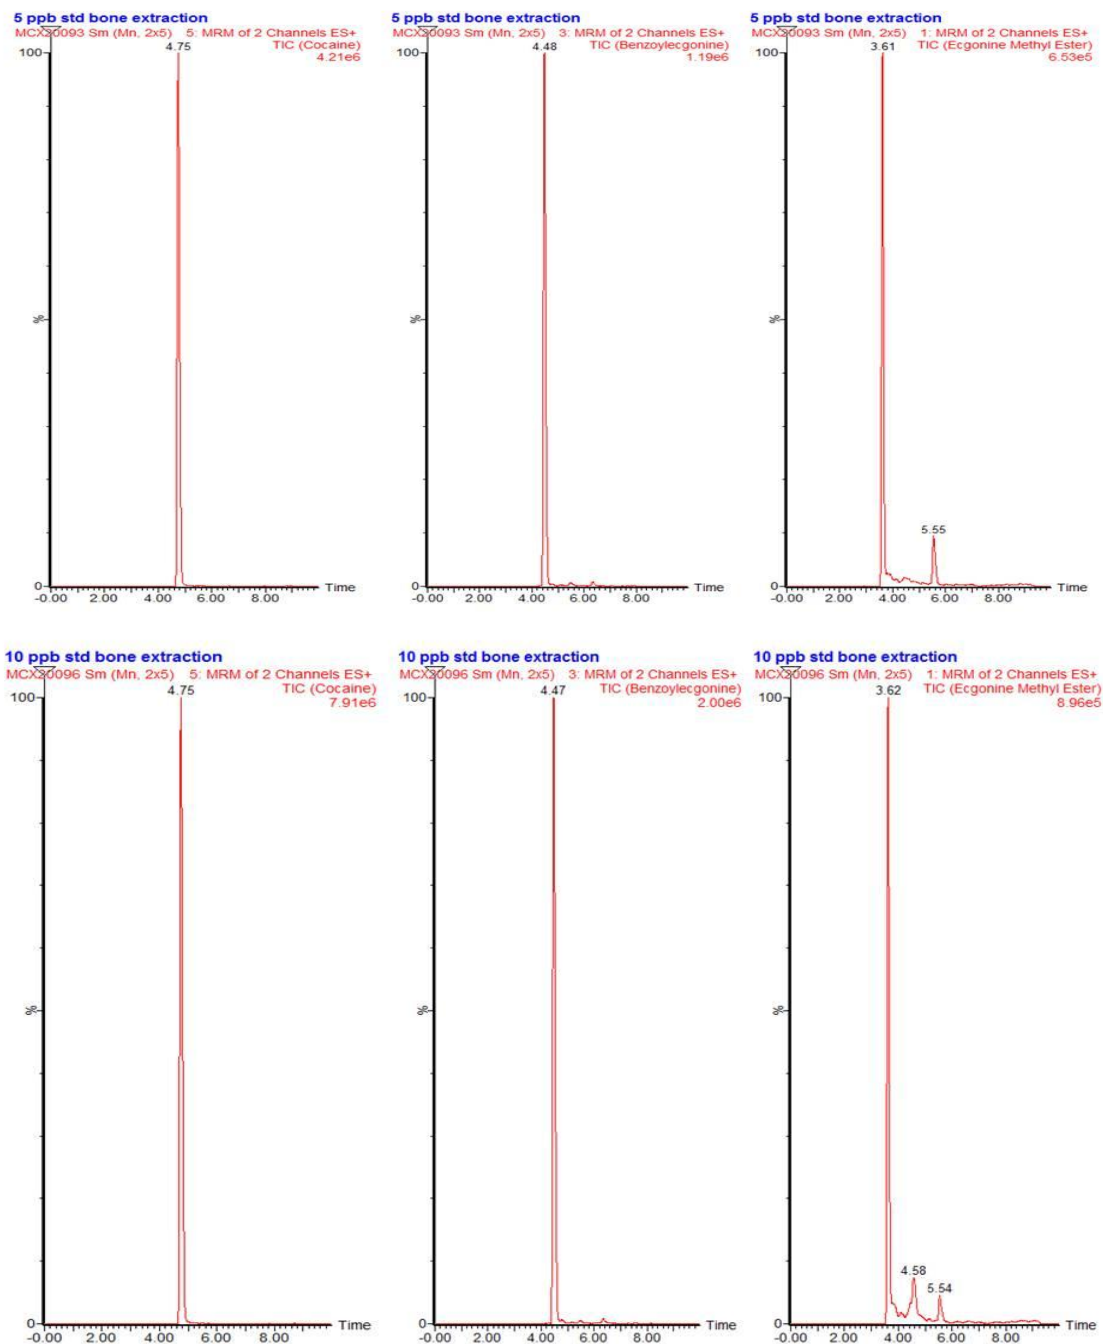 5 ppb std bone extraction
MCX20093 Sm (Mn, 2x5) 5: MRM of 2 Channels ES+
TIC (Cocaine)
4.21e6
100
4.75
%
0
-0.00 2.00 4.00 6.00 8.00 Time
5 ppb std bone extraction
MCX20093 Sm (Mn, 2x5) 3: MRM of 2 Channels ES+
TIC (Benzoylecgonine)
1.19e6
100
4.48
%
0
-0.00 2.00 4.00 6.00 8.00 Time
5 ppb std bone extraction
MCX20093 Sm (Mn, 2x5) 1: MRM of 2 Channels ES+
TIC (Ecgonine Methyl Ester)
6.53e5
100
3.61
%
5.55
0
-0.00 2.00 4.00 6.00 8.00 Time
10 ppb std bone extraction
MCX20096 Sm (Mn, 2x5) 5: MRM of 2 Channels ES+
TIC (Cocaine)
7.91e6
100
4.75
%
0
-0.00 2.00 4.00 6.00 8.00 Time
10 ppb std bone extraction
MCX20096 Sm (Mn, 2x5) 3: MRM of 2 Channels ES+
TIC (Benzoylecgonine)
2.00e6
100
4.47
%
0
-0.00 2.00 4.00 6.00 8.00 Time
10 ppb std bone extraction
MCX20096 Sm (Mn, 2x5) 1: MRM of 2 Channels ES+
TIC (Ecgonine Methyl Ester)
8.96e5
100
3.62
%
4.58
5.54
0
-0.00 2.00 4.00 6.00 8.00 Time